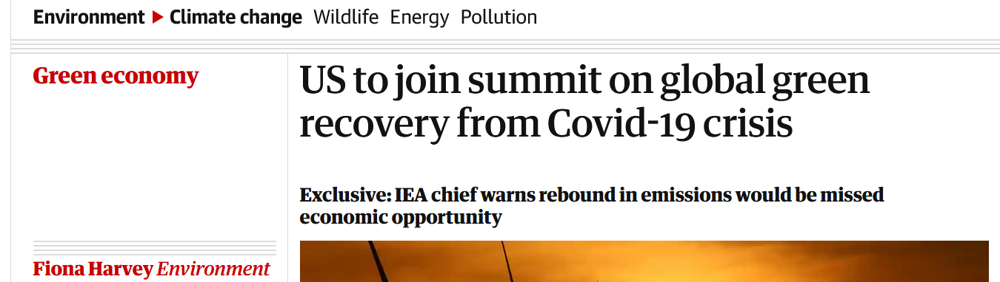 Environment ▶ Climate change Wildlife Energy Pollution
Green economy
US to join summit on global green
recovery from Covid-19 crisis
Exclusive: IEA chief warns rebound in emissions would be missed
economic opportunity
Fiona Harvey Environment